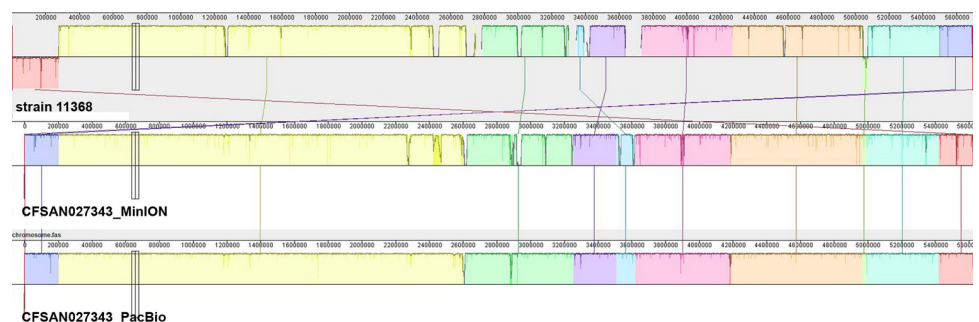 200000 400000 600000 800000 1000000 1200000 1400000 1600000 1800000 2000000 2200000 2400000 2600000 2800000 3000000 3200000 3400000 3600000 3800000 4000000 4200000 4400000 4600000 4800000 5000000 5200000 5400000 5600000
strain 11368
0 200000 400000 600000 800000 1000000 1200000 1400000 1600000 1800000 2000000 2200000 2400000 2600000 2800000 3000000 3200000 3400000 3600000 3800000 4000000 4200000 4400000 4600000 4800000 5000000 5200000 5400000
CFSAN027343_MinION
chromosome.fas
0 200000 400000 600000 800000 1000000 1200000 1400000 1600000 1800000 2000000 2200000 2400000 2600000 2800000 3000000 3200000 3400000 3600000 3800000 4000000 4200000 4400000 4600000 4800000 5000000 5200000 5400000
CFSAN027343_PacBio